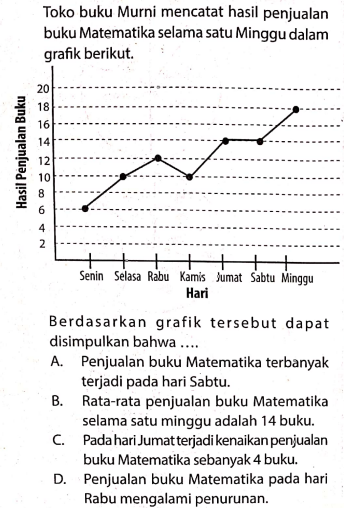 Toko buku Murni mencatat hasil penjualan
buku Matematika selama satu Minggu dalam
grafik berikut.
Hasil Penjualan Buku
20
18
16
14
12
10
8
6
4
2
Senin Selasa Rabu Kamis Jumat Sabtu Minggu
Hari
Berdasarkan grafik tersebut dapat
disimpulkan bahwa ....
A. Penjualan buku Matematika terbanyak
terjadi pada hari Sabtu.
B. Rata-rata penjualan buku Matematika
selama satu minggu adalah 14 buku.
C. Pada hari Jumat terjadi kenaikan penjualan
buku Matematika sebanyak 4 buku.
D. Penjualan buku Matematika pada hari
Rabu mengalami penurunan.